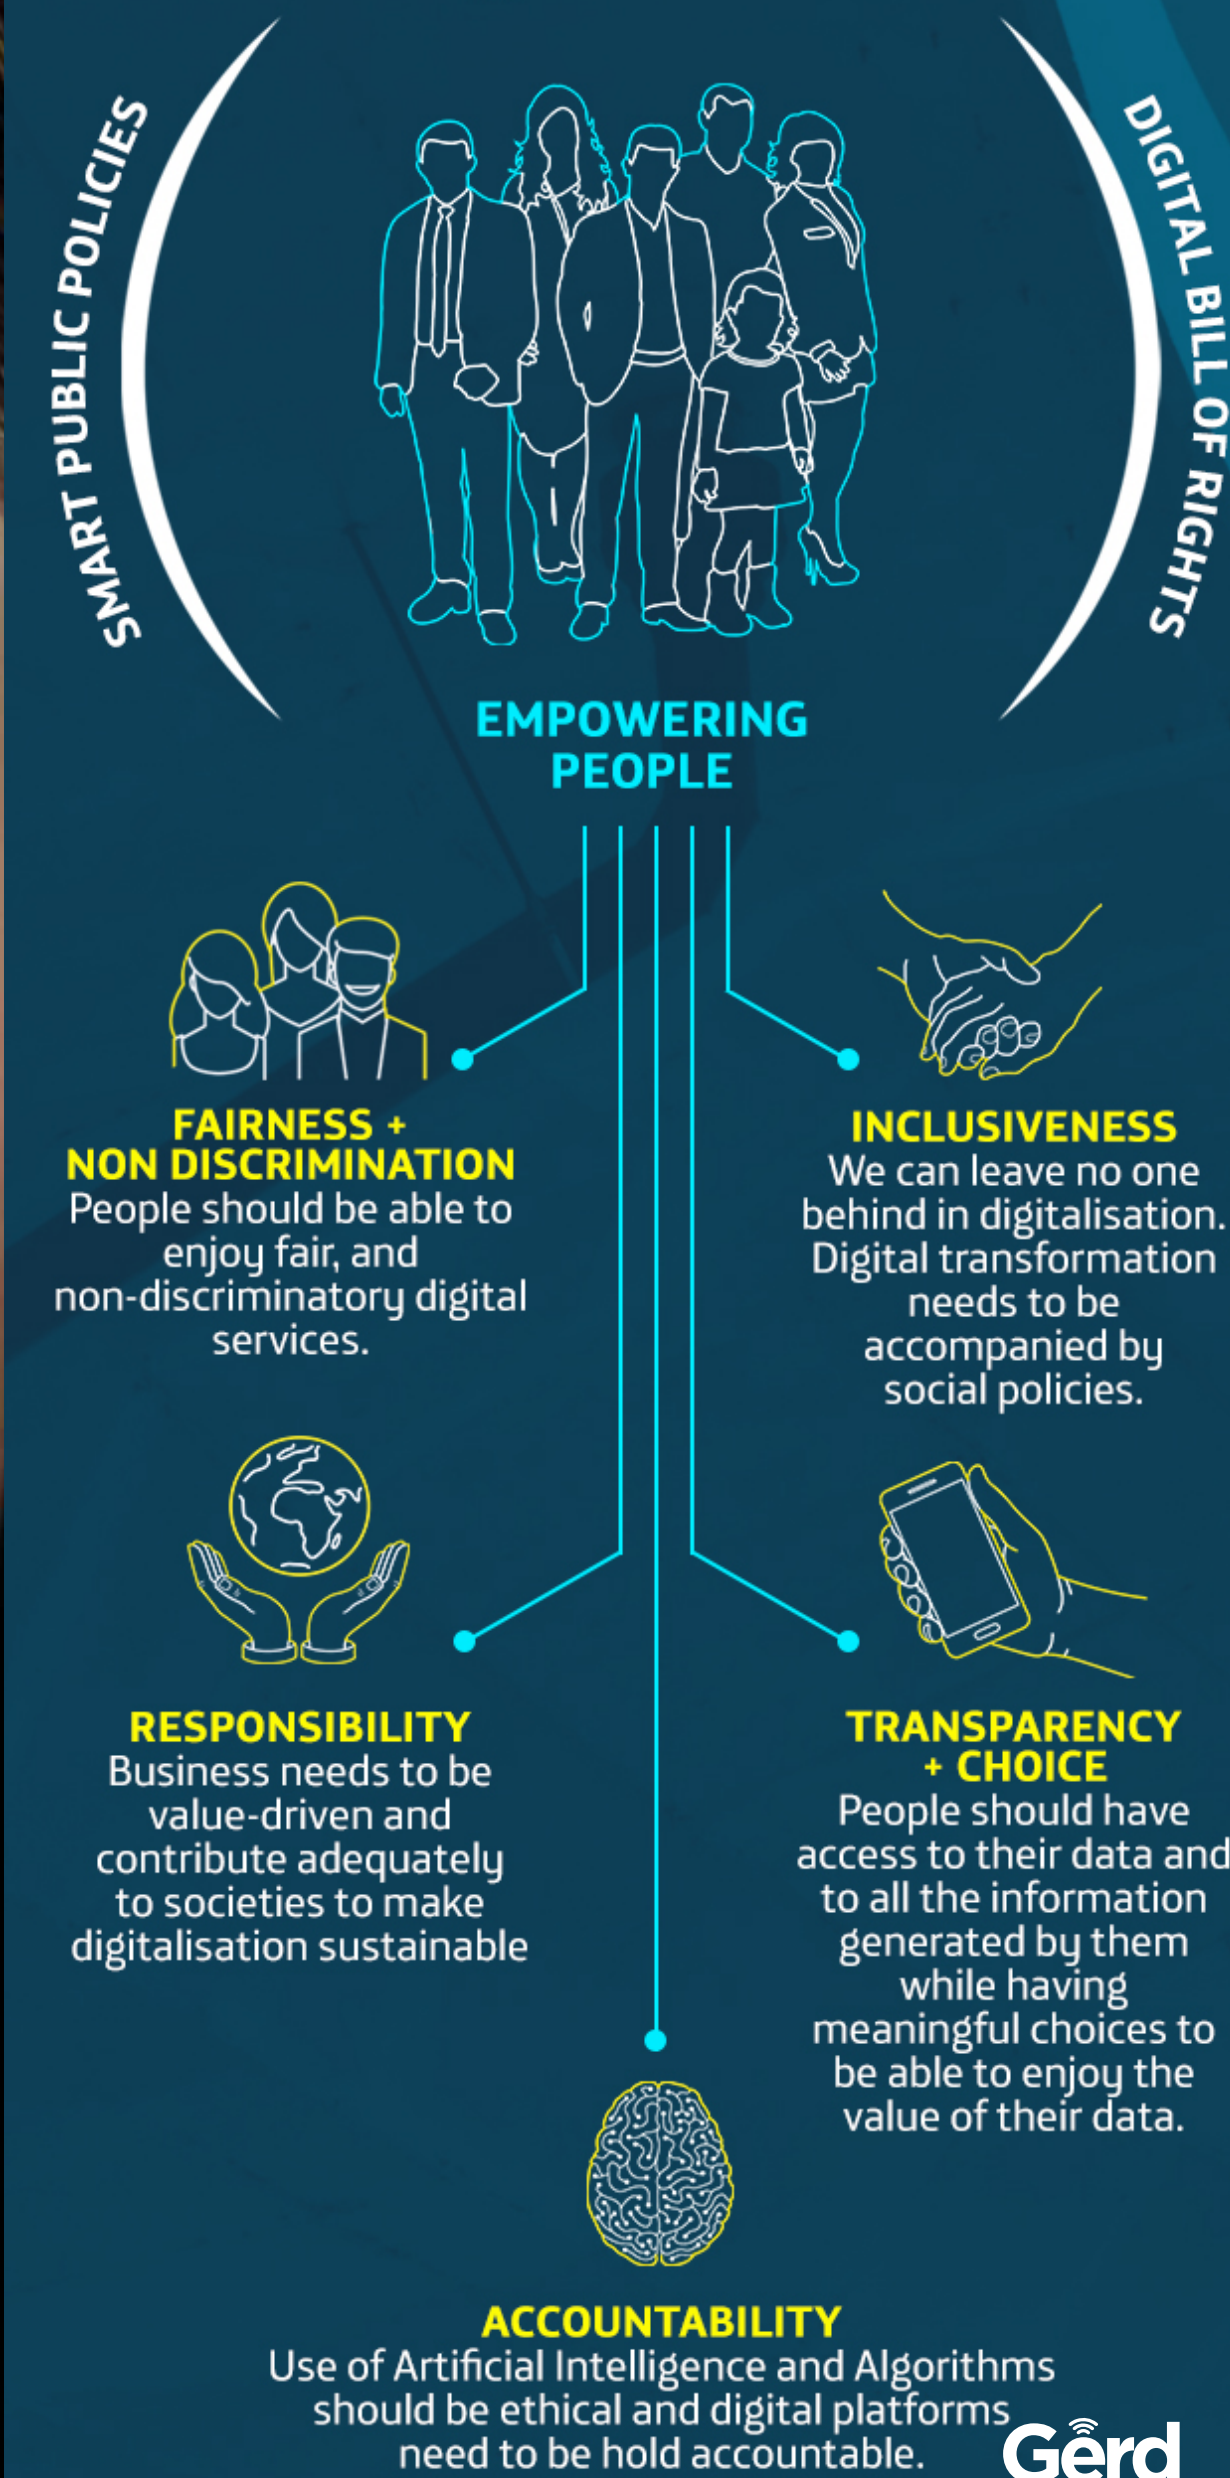 SMART PUBLIC POLICIES
DIGITAL BILL OF RIGHTS
EMPOWERING
PEOPLE
FAIRNESS +
NON DISCRIMINATION
People should be able to
enjoy fair, and
non-discriminatory digital
services.
INCLUSIVENESS
We can leave no one
behind in digitalisation.
Digital transformation
needs to be
accompanied by
social policies.
RESPONSIBILITY
Business needs to be
value-driven and
contribute adequately
to societies to make
digitalisation sustainable
TRANSPARENCY
+ CHOICE
People should have
access to their data and
to all the information
generated by them
while having
meaningful choices to
be able to enjoy the
value of their data.
ACCOUNTABILITY
Use of Artificial Intelligence and Algorithms
should be ethical and digital platforms
need to be hold accountable.
Gerd